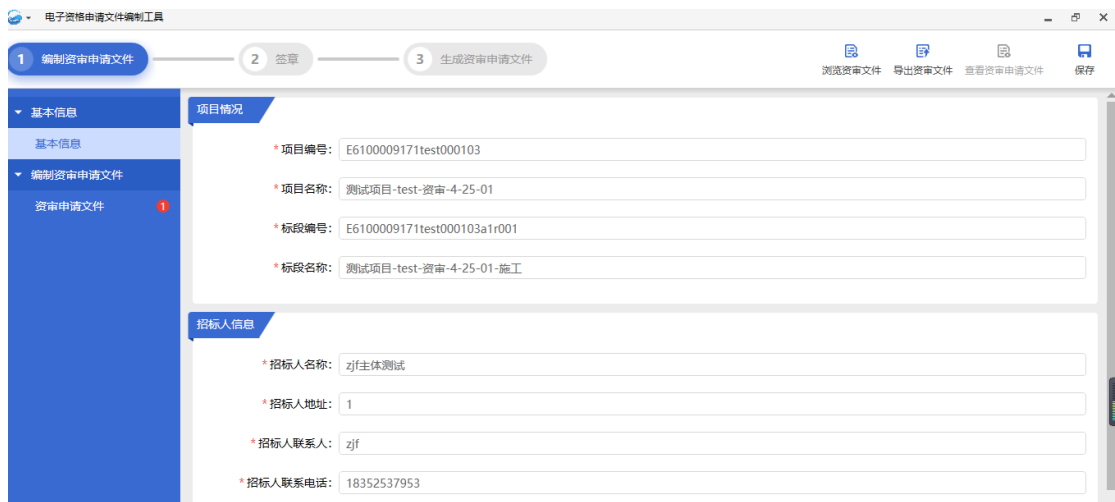 电子资格申请文件编制工具
1 编制资审申请文件 2 签章 3 生成资审申请文件
浏览资审文件 导出资审文件 查看资审申请文件 保存
基本信息
基本信息
编制资审申请文件
资审申请文件 1
项目情况
*项目编号: E6100009171test000103
*项目名称: 测试项目-test-资审-4-25-01
*标段编号: E6100009171test000103a1r001
*标段名称: 测试项目-test-资审-4-25-01-施工
招标人信息
*招标人名称: zjf主体测试
*招标人地址: 1
*招标人联系人: zjf
*招标人联系电话: 18352537953